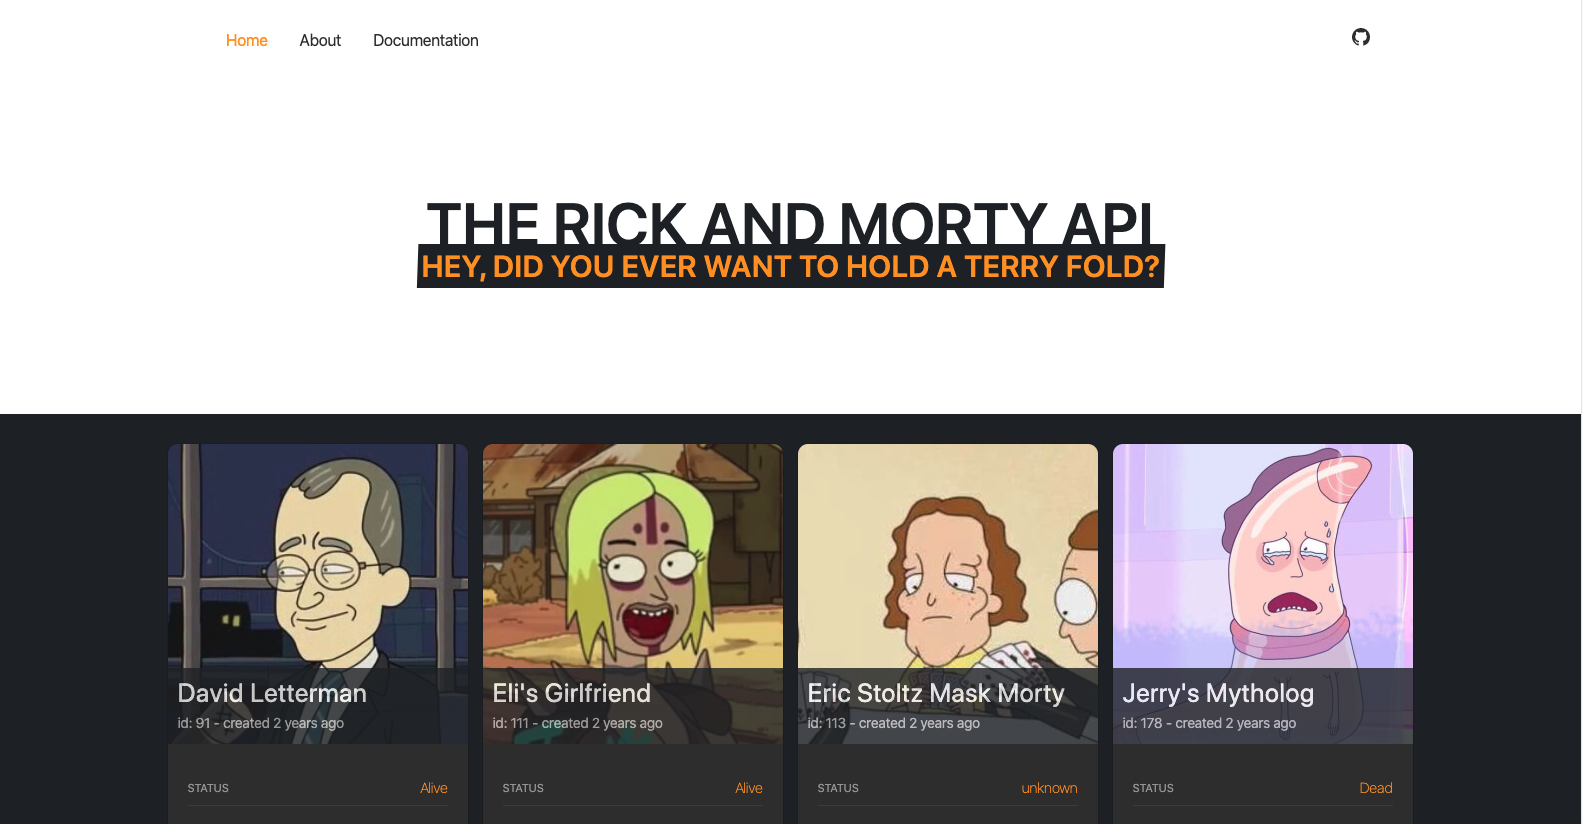 Home About Documentation
THE RICK AND MORTY API
HEY, DID YOU EVER WANT TO HOLD A TERRY FOLD?
David Letterman
id: 91 - created 2 years ago
STATUS Alive
Eli's Girlfriend
id: 111 - created 2 years ago
STATUS Alive
Eric Stoltz Mask Morty
id: 113 - created 2 years ago
STATUS unknown
Jerry's Mytholog
id: 178 - created 2 years ago
STATUS Dead